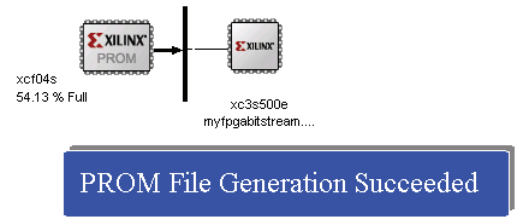 XILINX®
PROM
XILINX®
xcf04s
54.13 % Full
xc3s500e
myfpgabitstream....
PROM File Generation Succeeded